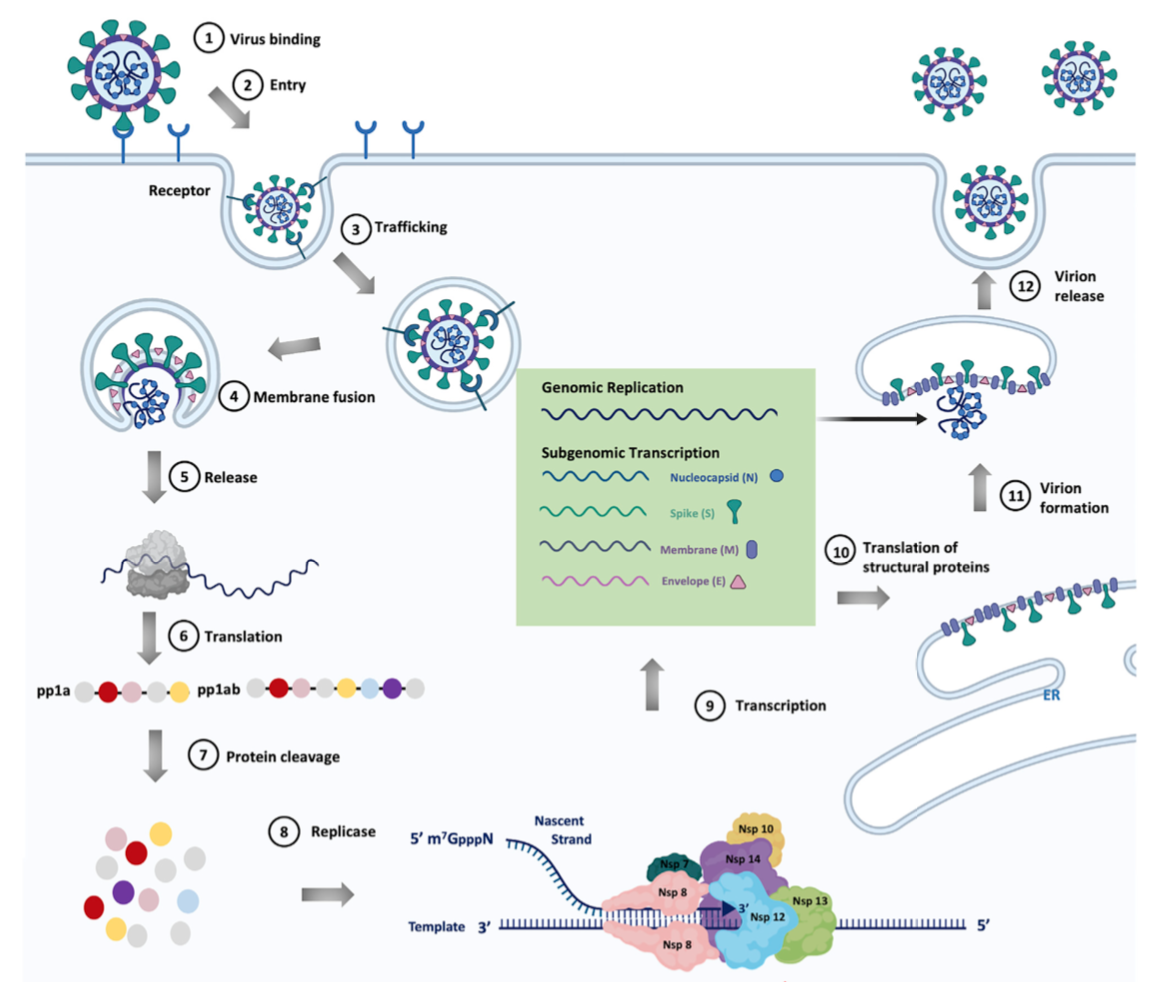 1 Virus binding
2 Entry
Receptor
3 Trafficking
4 Membrane fusion
5 Release
6 Translation
pp1a
pp1ab
7 Protein cleavage
8 Replicase
5’ m⁷GpppN
Nascent
Strand
Template 3’
5’
3’
Nsp 7
Nsp 8
Nsp 8
Nsp 10
Nsp 14
Nsp 12
Nsp 13
9 Transcription
Genomic Replication
Subgenomic Transcription
Nucleocapsid (N)
Spike (S)
Membrane (M)
Envelope (E)
10 Translation of
structural proteins
ER
11 Virion
formation
12 Virion
release